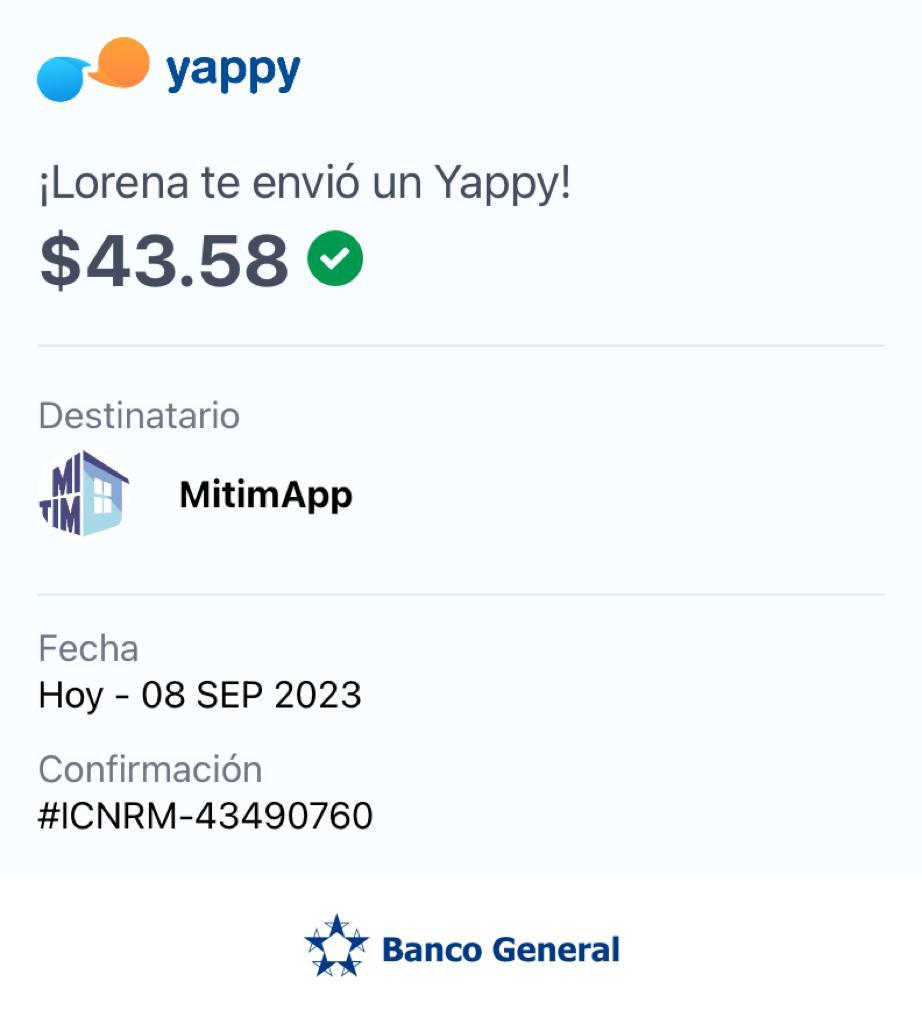 yappy
¡Lorena te envió un Yappy!
$43.58
Destinatario
MI
TIM
MitimApp
Fecha
Hoy - 08 SEP 2023
Confirmación
#ICNRM-43490760
Banco General